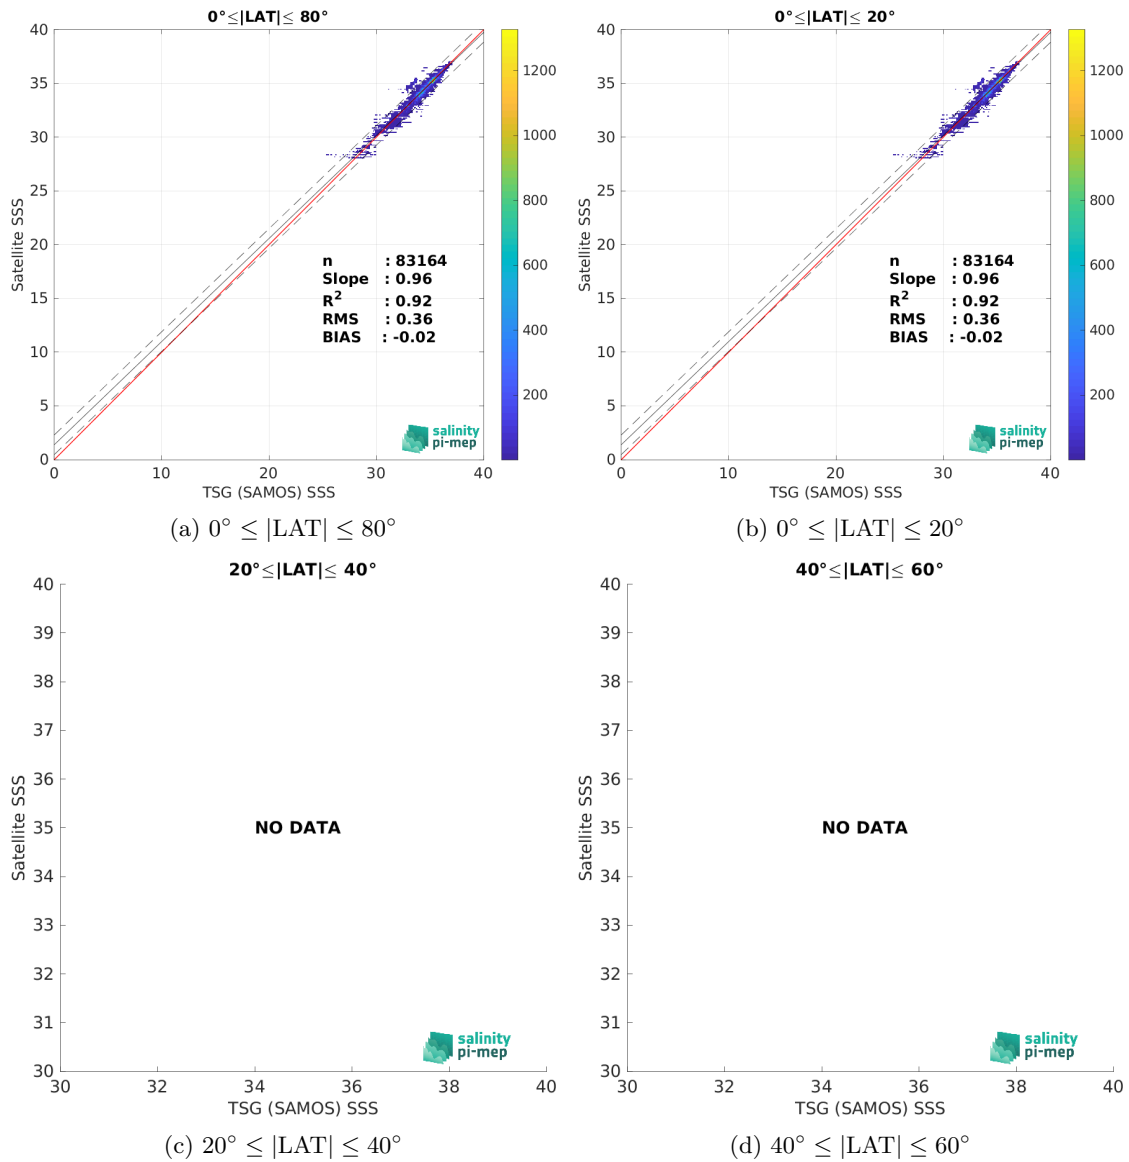 0°≤|LAT|≤ 80°
40
35
30
25
20
15
10
5
0
Satellite SSS
n : 83164
Slope : 0.96
R² : 0.92
RMS : 0.36
BIAS : -0.02
salinity
pi-mep
0 10 20 30 40
TSG (SAMOS) SSS
1200
1000
800
600
400
200
(a) 0° ≤ |LAT| ≤ 80°
0°≤|LAT|≤ 20°
40
35
30
25
20
15
10
5
0
Satellite SSS
n : 83164
Slope : 0.96
R² : 0.92
RMS : 0.36
BIAS : -0.02
salinity
pi-mep
0 10 20 30 40
TSG (SAMOS) SSS
1200
1000
800
600
400
200
(b) 0° ≤ |LAT| ≤ 20°
20°≤|LAT|≤ 40°
40
39
38
37
36
35
34
33
32
31
30
Satellite SSS
NO DATA
salinity
pi-mep
30 32 34 36 38 40
TSG (SAMOS) SSS
(c) 20° ≤ |LAT| ≤ 40°
40°≤|LAT|≤ 60°
40
39
38
37
36
35
34
33
32
31
30
Satellite SSS
NO DATA
salinity
pi-mep
30 32 34 36 38 40
TSG (SAMOS) SSS
(d) 40° ≤ |LAT| ≤ 60°